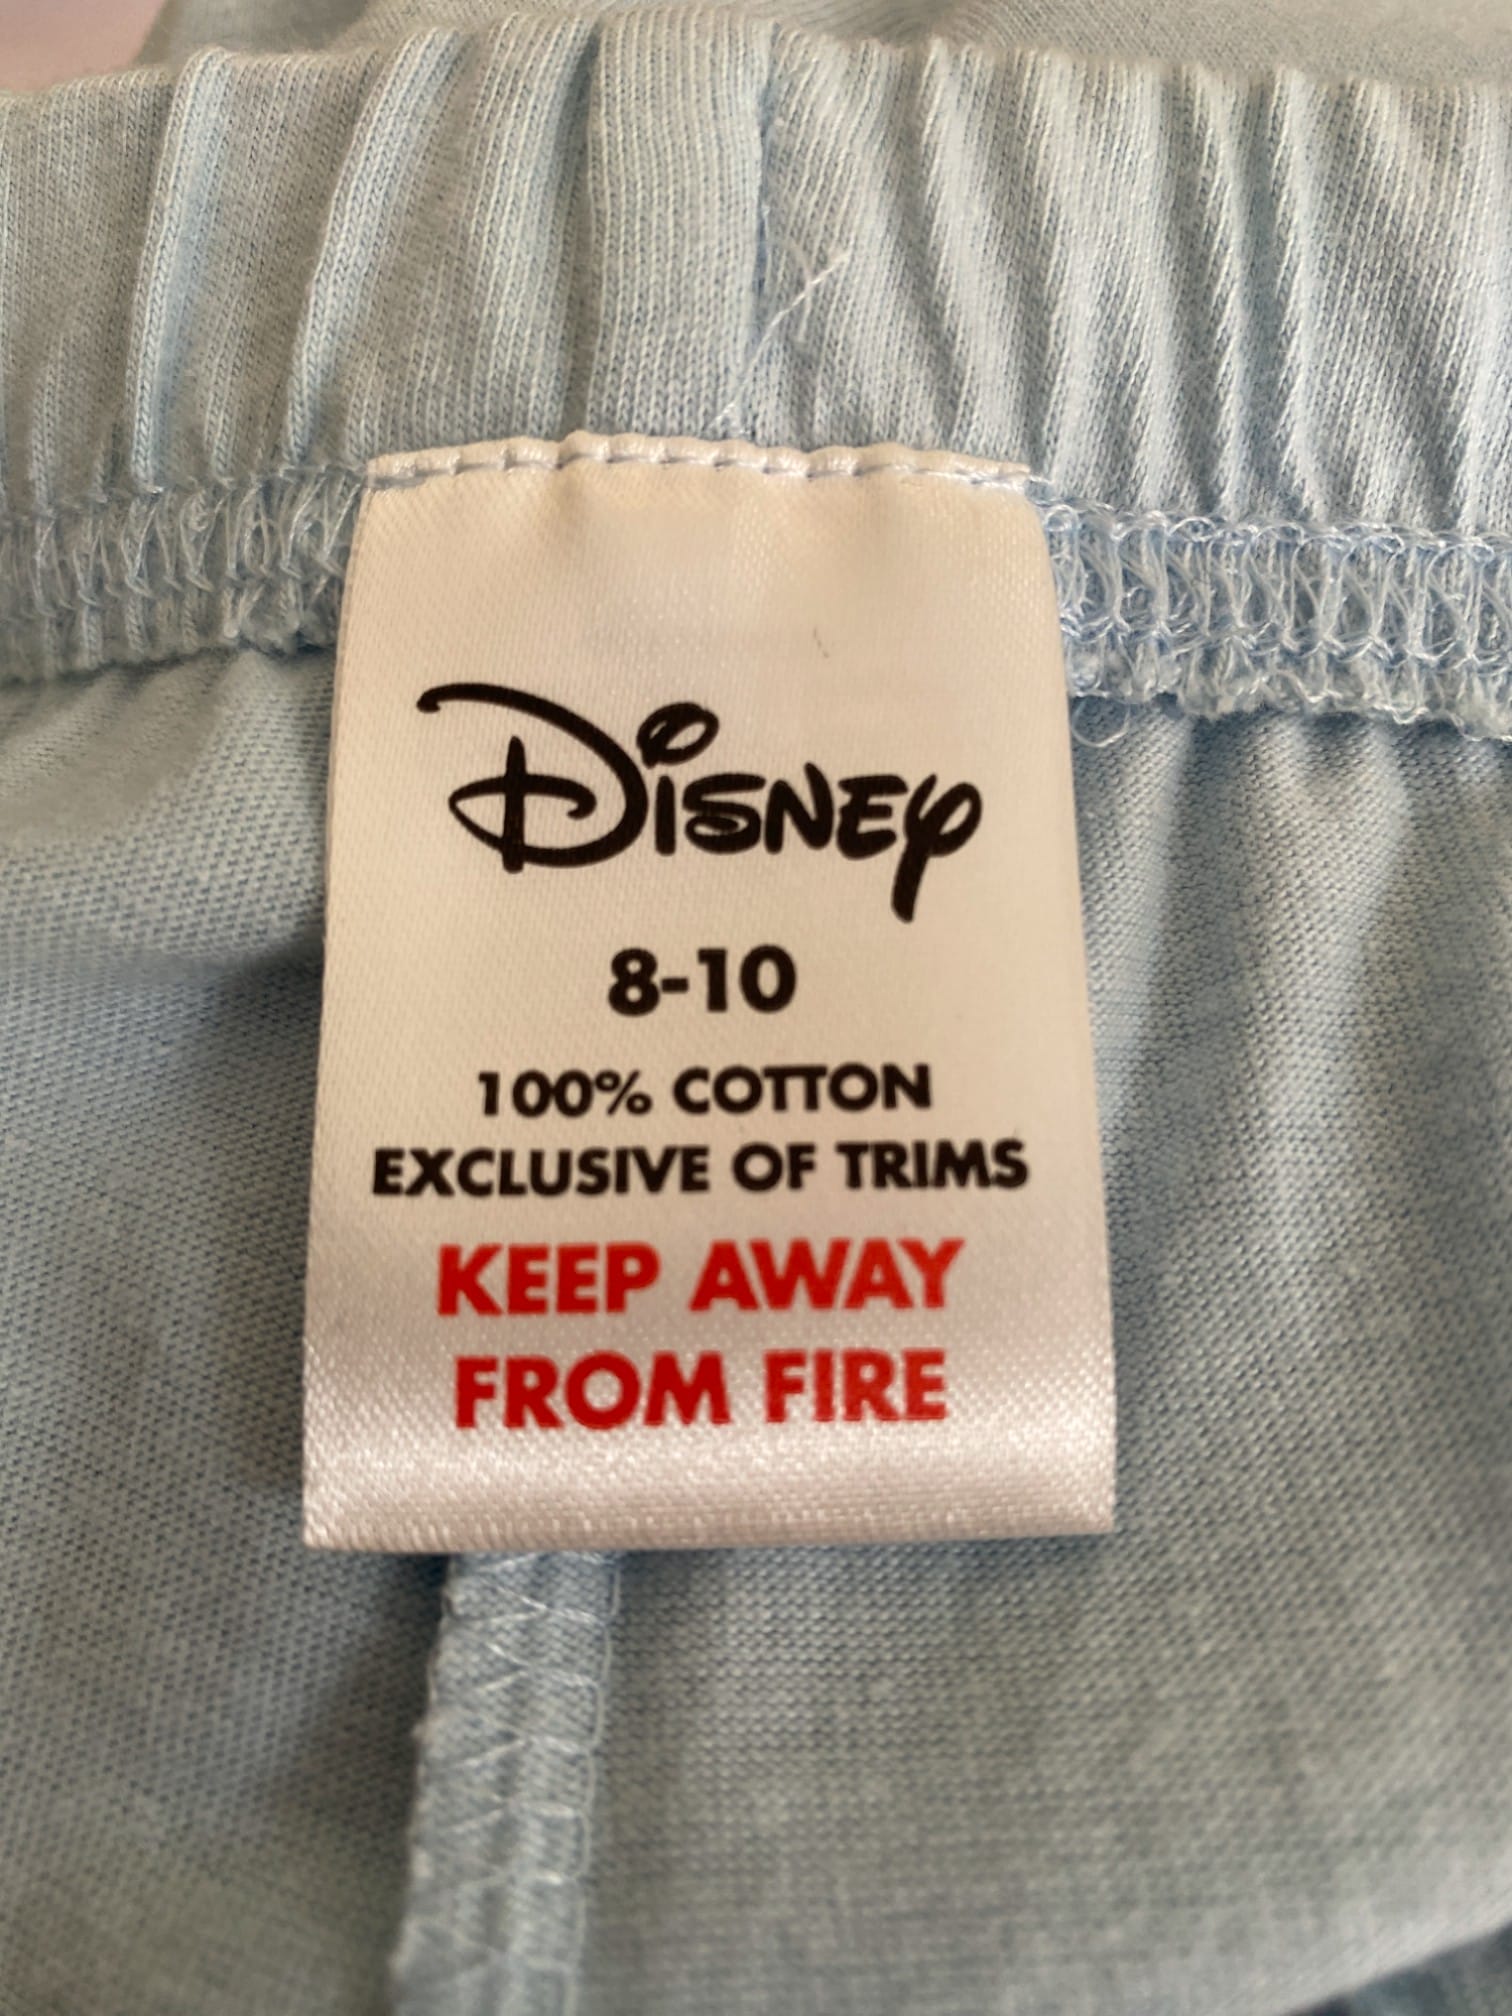 Disney
8-10
100% COTTON
EXCLUSIVE OF TRIMS
KEEP AWAY
FROM FIRE